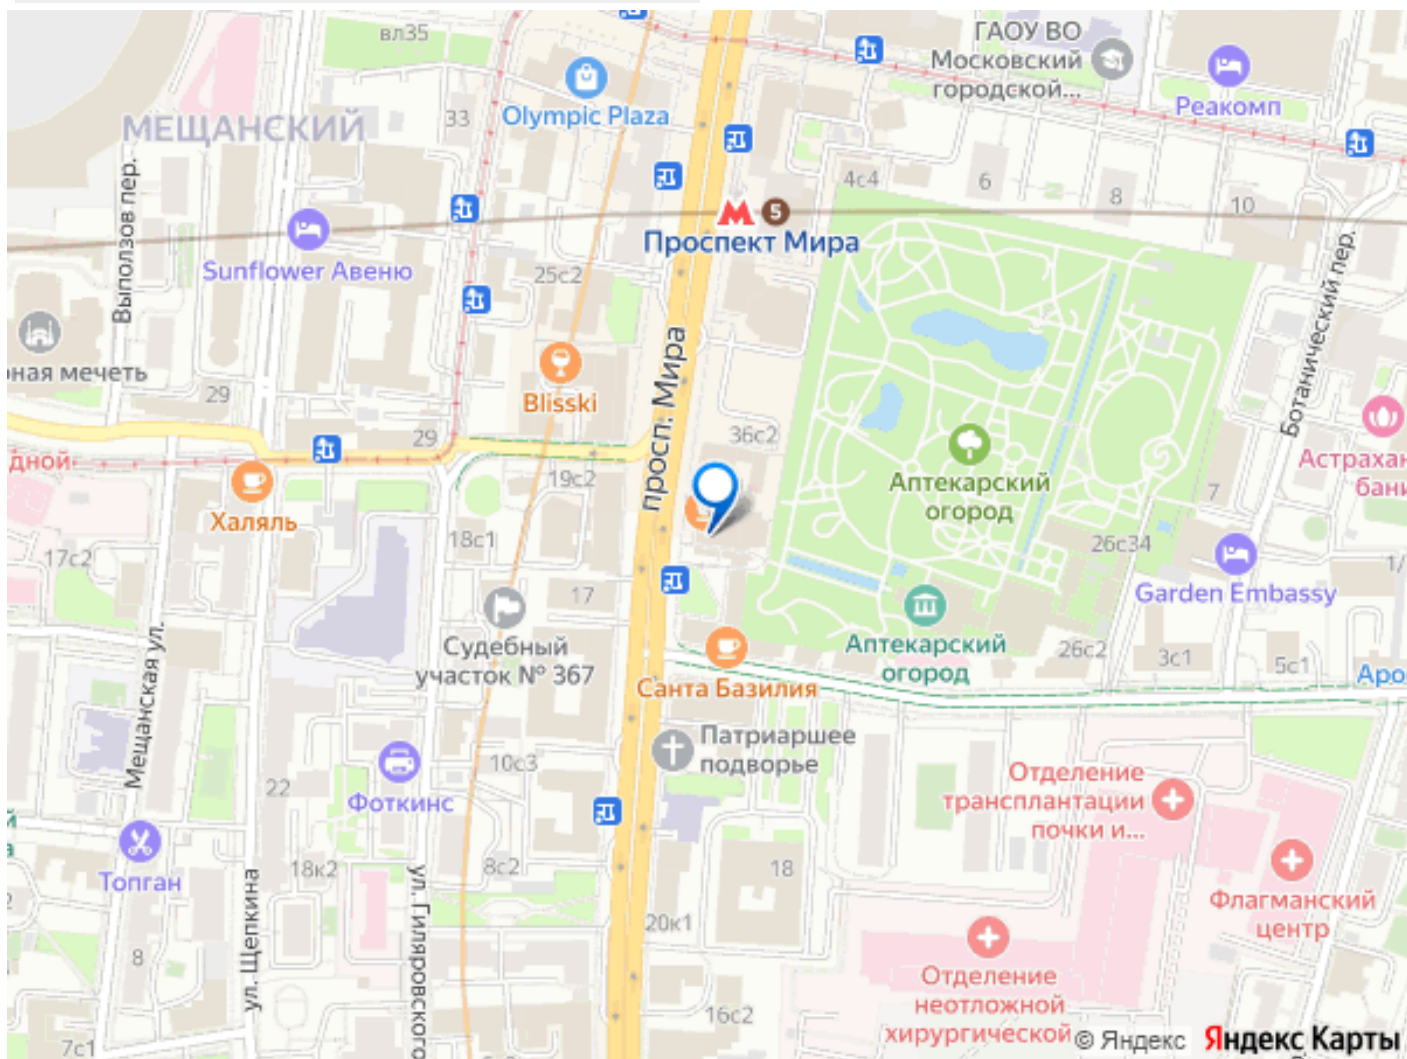 вл35
ГАОУ ВО
Московский
городской...
Olympic Plaza
Реакомп
33
МЕЩАНСКИЙ
Выползов пер.
4с4
6
8
10
М 5
Проспект Мира
Sunflower Авеню
25с2
Ботанический пер.
ная мечеть
29
Blisski
просп. Мира
29
36с2
дной
Халяль
19с2
Аптекарский
огород
Астрахан
бани
7
17с2
18с1
26с34
1/
Garden Embassy
17
Судебный
участок № 367
Мещанская ул.
Аптекарский
огород
26с2
3с1
5с1
Санта Базилия
Аро
Патриаршее
подворье
10с3
Фоткинс
22
Отделение
трансплантации
почки и...
й
а
Топган
18к2
8с2
18
Флагманский
центр
ул. Щепкина
ул. Гиляровского
20к1
8
Отделение
неотложной
хирургической
16с2
7с1
© Яндекс Яндекс Карты